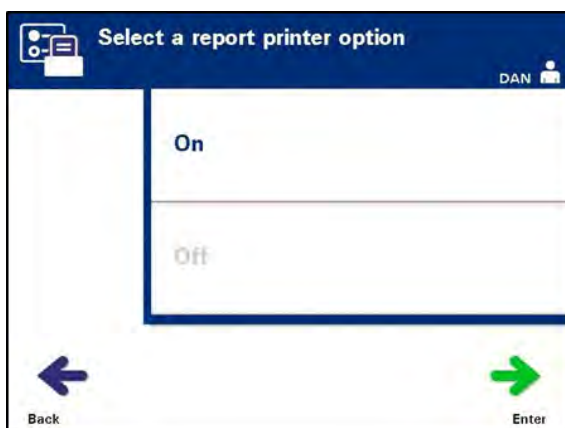 Select a report printer option
DAN
On
Off
Back
Enter